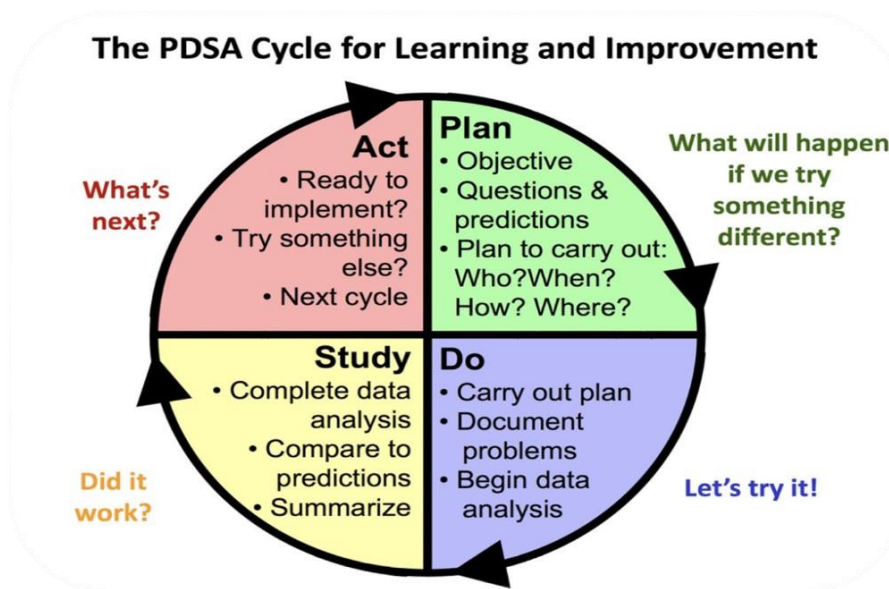 The PDSA Cycle for Learning and Improvement
Act
• Ready to
implement?
• Try something
else?
• Next cycle
What's
next?
Plan
• Objective
• Questions &
predictions
• Plan to carry out:
Who?When?
How? Where?
What will happen
if we try
something
different?
Study
• Complete data
analysis
• Compare to
predictions
• Summarize
Did it
work?
Do
• Carry out plan
• Document
problems
• Begin data
analysis
Let's try it!